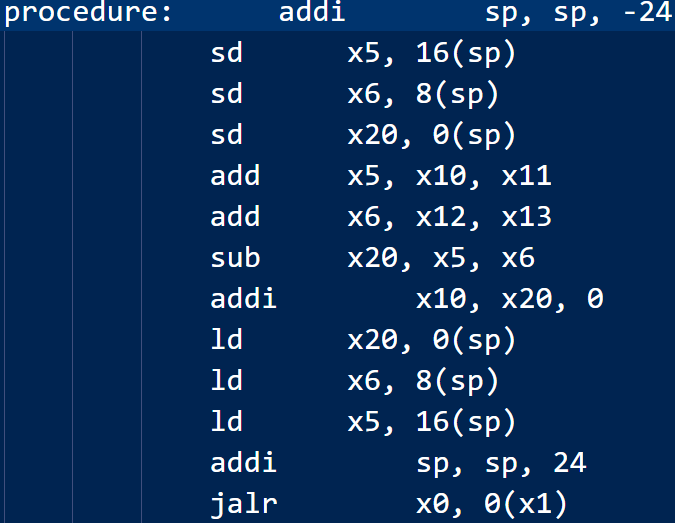 procedure: addi sp, sp, -24
sd x5, 16(sp)
sd x6, 8(sp)
sd x20, 0(sp)
add x5, x10, x11
add x6, x12, x13
sub x20, x5, x6
addi x10, x20, 0
ld x20, 0(sp)
ld x6, 8(sp)
ld x5, 16(sp)
addi sp, sp, 24
jalr x0, 0(x1)